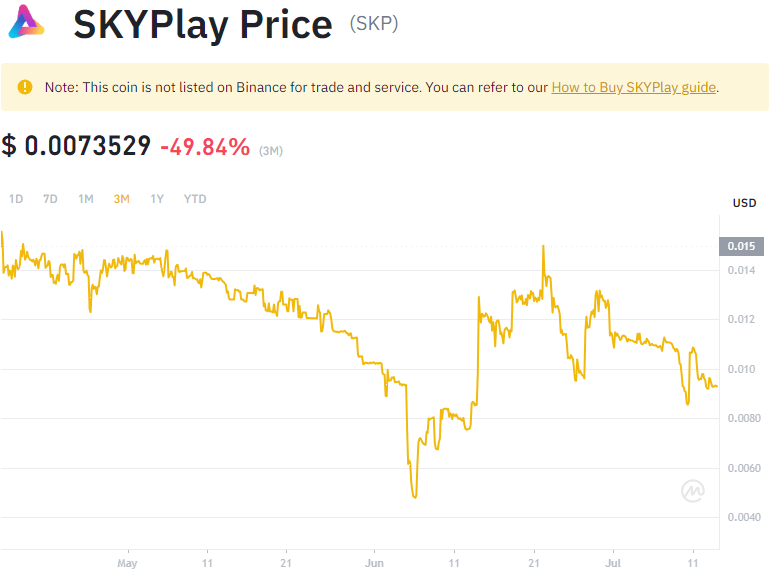 SKYPlay Price (SKP)
Note: This coin is not listed on Binance for trade and service. You can refer to our How to Buy SKYPlay guide.
$ 0.0073529 -49.84% (3M)
1D 7D 1M 3M 1Y YTD
USD
0.015
0.014
0.012
0.010
0.0080
0.0060
0.0040
May 11 21 Jun 11 21 Jul 11